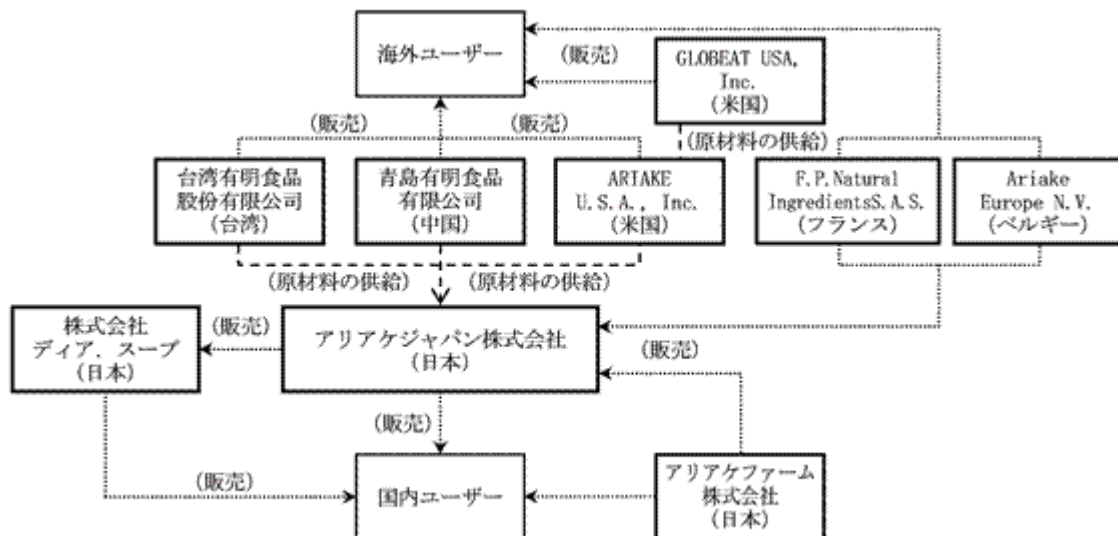 海外ユーザー
(販売)
GLOBEAT USA,
Inc.
(米国)
(販売)
(販売)
(原材料の供給)
台湾有明食品
股份有限公司
(台湾)
青島有明食品
有限公司
(中国)
ARIAKE
U.S.A., Inc.
(米国)
F.P.Natural
IngredientsS.A.S.
(フランス)
Ariake
Europe N.V.
(ベルギー)
(原材料の供給)
(原材料の供給)
株式会社
ディア．スープ
(日本)
(販売)
アリアケジャパン株式会社
(日本)
(販売)
(販売)
(販売)
国内ユーザー
アリアケファーム
株式会社
(日本)